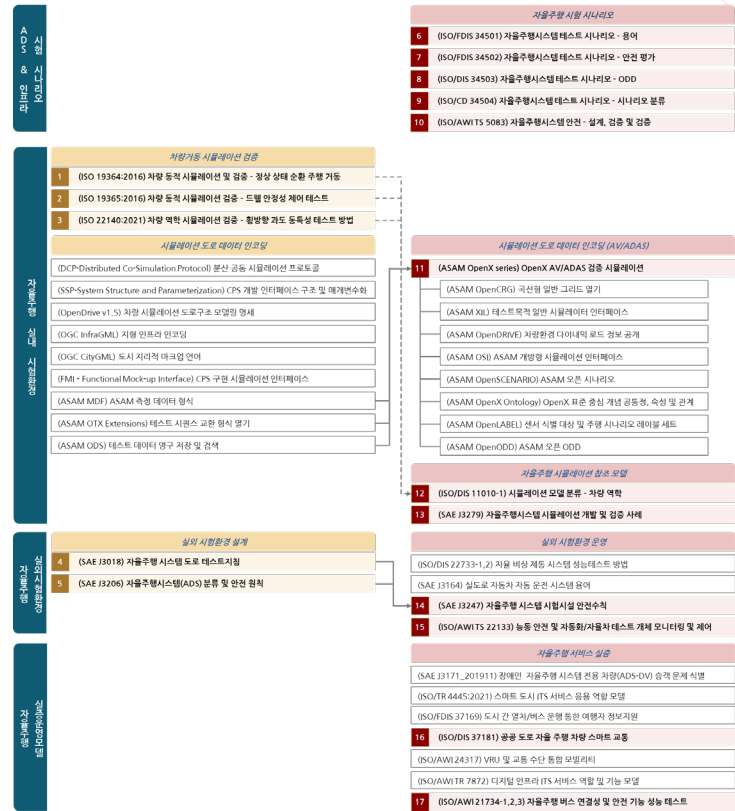 ADS & 인프라
시험 시나리오
자율주행 시험 시나리오
6 (ISO/FDIS 34501) 자율주행시스템 테스트 시나리오 - 용어
7 (ISO/FDIS 34502) 자율주행시스템 테스트 시나리오 - 안전 평가
8 (ISO/DIS 34503) 자율주행시스템 테스트 시나리오 - ODD
9 (ISO/CD 34504) 자율주행시스템 테스트 시나리오 - 시나리오 분류
10 (ISO/AWI TS 5083) 자율주행시스템 안전 - 설계, 검증 및 검증
자율주행 실내 시험환경
차량거동 시뮬레이션 검증
1 (ISO 19364:2016) 차량 동적 시뮬레이션 및 검증 - 정상 상태 순환 주행 거동
2 (ISO 19365:2016) 차량 동적 시뮬레이션 검증 - 드웰 안정성 제어 테스트
3 (ISO 22140:2021) 차량 역학 시뮬레이션 검증 - 횡방향 과도 동특성 테스트 방법
시뮬레이션 도로 데이터 인코딩
(DCP-Distributed Co-Simulation Protocol) 분산 공동 시뮬레이션 프로토콜
(SSP-System Structure and Parameterization) CPS 개발 인터페이스 구조 및 매개변수화
(OpenDrive v1.5) 차량 시뮬레이션 도로구조 모델링 명세
(OGC InfraGML) 지형 인프라 인코딩
(OGC CityGML) 도시 지리적 마크업 언어
(FMI - Functional Mock-up Interface) CPS 구현 시뮬레이션 인터페이스
(ASAM MDF) ASAM 측정 데이터 형식
(ASAM OTX Extensions) 테스트 시퀀스 교환 형식 열기
(ASAM ODS) 테스트 데이터 영구 저장 및 검색
시뮬레이션 도로 데이터 인코딩 (AV/ADAS)
11 (ASAM OpenX series) OpenX AV/ADAS 검증 시뮬레이션
(ASAM OpenCRG) 곡선형 일반 그리드 열기
(ASAM XIL) 테스트목적 일반 시뮬레이터 인터페이스
(ASAM OpenDRIVE) 차량환경 다이내믹 로드 정보 공개
(ASAM OSI) ASAM 개방형 시뮬레이션 인터페이스
(ASAM OpenSCENARIO) ASAM 오픈 시나리오
(ASAM OpenX Ontology) OpenX 표준 중심 개념 공통점, 속성 및 관계
(ASAM OpenLABEL) 센서 식별 대상 및 주행 시나리오 레이블 세트
(ASAM OpenODD) ASAM 오픈 ODD
자율주행 시뮬레이션 참조 모델
12 (ISO/DIS 11010-1) 시뮬레이션 모델 분류 - 차량 역학
13 (SAE J3279) 자율주행시스템 시뮬레이션 개발 및 검증 사례
자율주행
실외시험환경
실외 시험환경 설계
4 (SAE J3018) 자율주행 시스템 도로 테스트지침
5 (SAE J3206) 자율주행시스템(ADS) 분류 및 안전 원칙
실외 시험환경 운영
(ISO/DIS 22733-1,2) 자율 비상 제동 시스템 성능테스트 방법
(SAE J3164) 실도로 자동차 자동 운전 시스템 용어
14 (SAE J3247) 자율주행 시스템 시험시설 안전수칙
15 (ISO/AWI TS 22133) 능동 안전 및 자동화/자율차 테스트 개체 모니터링 및 제어
자율주행
실증운영모델
자율주행 서비스 실증
(SAE J3171_201911) 장애인 자율주행 시스템 전용 차량(ADS-DV) 승객 문제 식별
(ISO/TR 4445:2021) 스마트 도시 ITS 서비스 응용 역할 모델
(ISO/FDIS 37169) 도시 간 열차/버스 운행 통한 여행자 정보지원
16 (ISO/DIS 37181) 공공 도로 자율 주행 차량 스마트 교통
(ISO/AWI 24317) VRU 및 교통 수단 통합 모빌리티
(ISO/AWI TR 7872) 디지털 인프라 ITS 서비스 역할 및 기능 모델
17 (ISO/AWI 21734-1,2,3) 자율주행 버스 연결성 및 안전 기능 성능 테스트